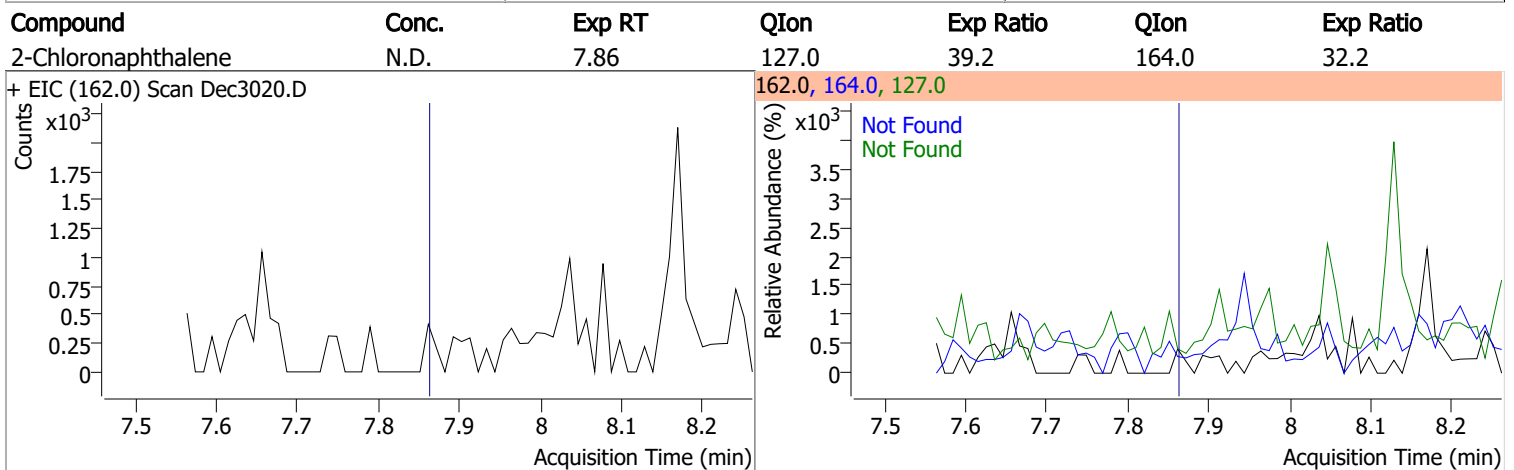 Compound Conc. Exp RT QIon Exp Ratio QIon Exp Ratio
2-Chloronaphthalene N.D. 7.86 127.0 39.2 164.0 32.2
+ EIC (162.0) Scan Dec3020.D
Counts
x10³
1.75
1.5
1.25
1
0.75
0.5
0.25
0
7.5 7.6 7.7 7.8 7.9 8 8.1 8.2
Acquisition Time (min)
162.0, 164.0, 127.0
Relative Abundance (%)
x10³
Not Found
Not Found
3.5
3
2.5
2
1.5
1
0.5
0
7.5 7.6 7.7 7.8 7.9 8 8.1 8.2
Acquisition Time (min)